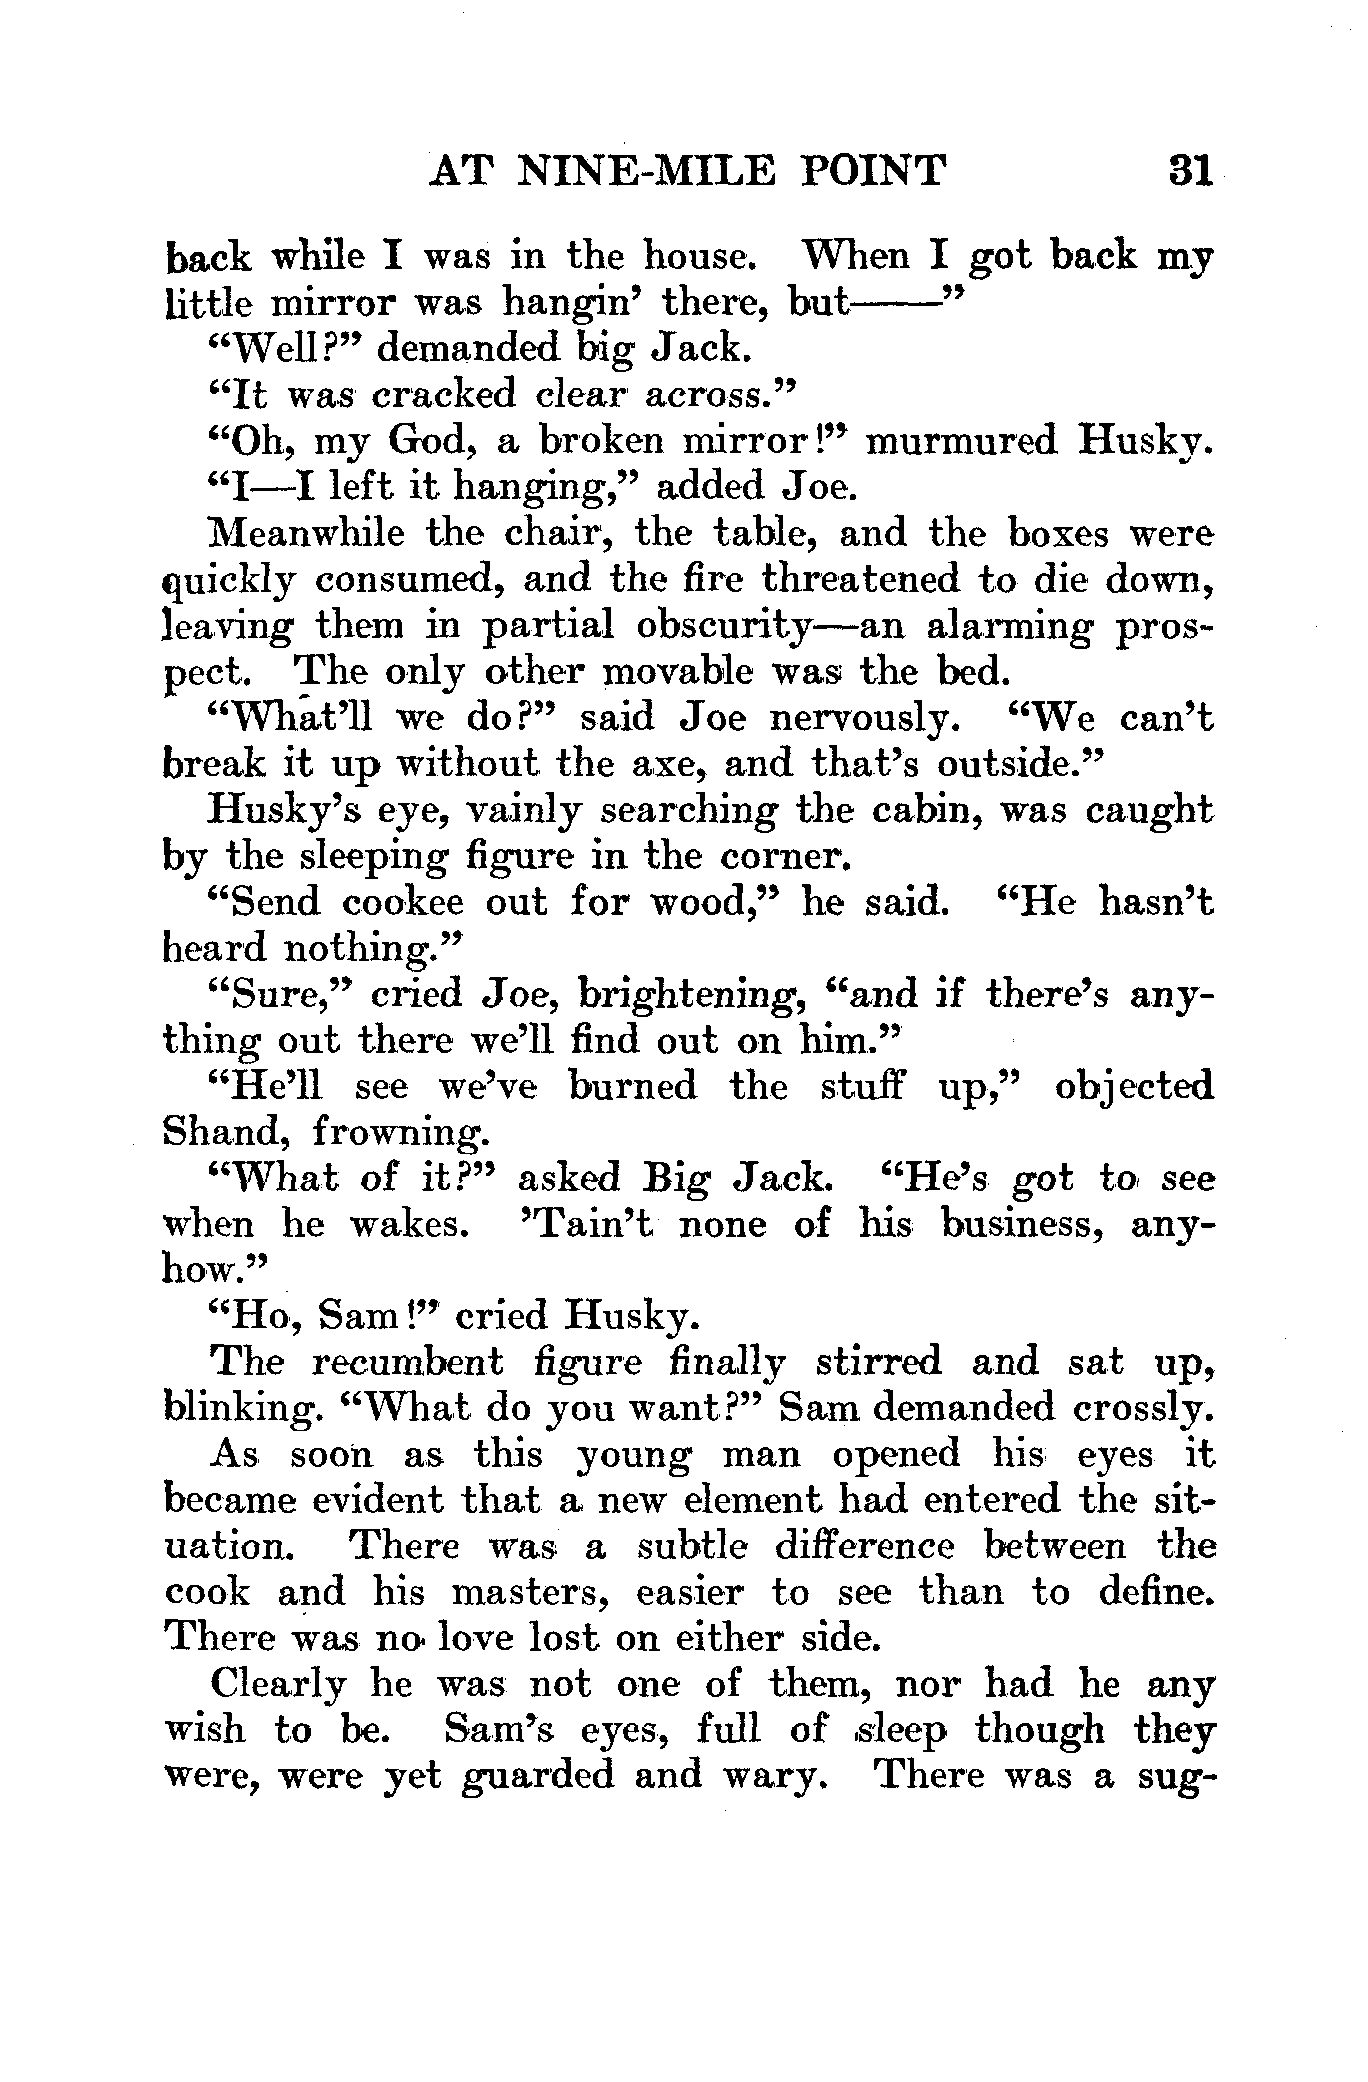 AT NINE-MILE POINT 31
back while I was in the house. When I got back my
little mirror was hangin' there, but——"
"Well?" demanded big Jack.
"It was cracked clear across."
"Oh, my God, a broken mirror!" murmured Husky.
"I—I left it hanging," added Joe.
Meanwhile the chair, the table, and the boxes were
quickly consumed, and the fire threatened to die down,
leaving them in partial obscurity—an alarming pros-
pect. The only other movable was the bed.
"What'll we do?" said Joe nervously. "We can't
break it up without the axe, and that's outside."
Husky's eye, vainly searching the cabin, was caught
by the sleeping figure in the corner.
"Send cookee out for wood," he said. "He hasn't
heard nothing."
"Sure," cried Joe, brightening, "and if there's any-
thing out there we'll find out on him."
"He'll see we've burned the stuff up," objected
Shand, frowning.
"What of it?" asked Big Jack. "He's got to see
when he wakes. 'Tain't none of his business, any-
how."
"Ho, Sam!" cried Husky.
The recumbent figure finally stirred and sat up,
blinking. "What do you want?" Sam demanded crossly.
As soon as this young man opened his eyes it
became evident that a new element had entered the sit-
uation. There was a subtle difference between the
cook and his masters, easier to see than to define.
There was no love lost on either side.
Clearly he was not one of them, nor had he any
wish to be. Sam's eyes, full of sleep though they
were, were yet guarded and wary. There was a sug-